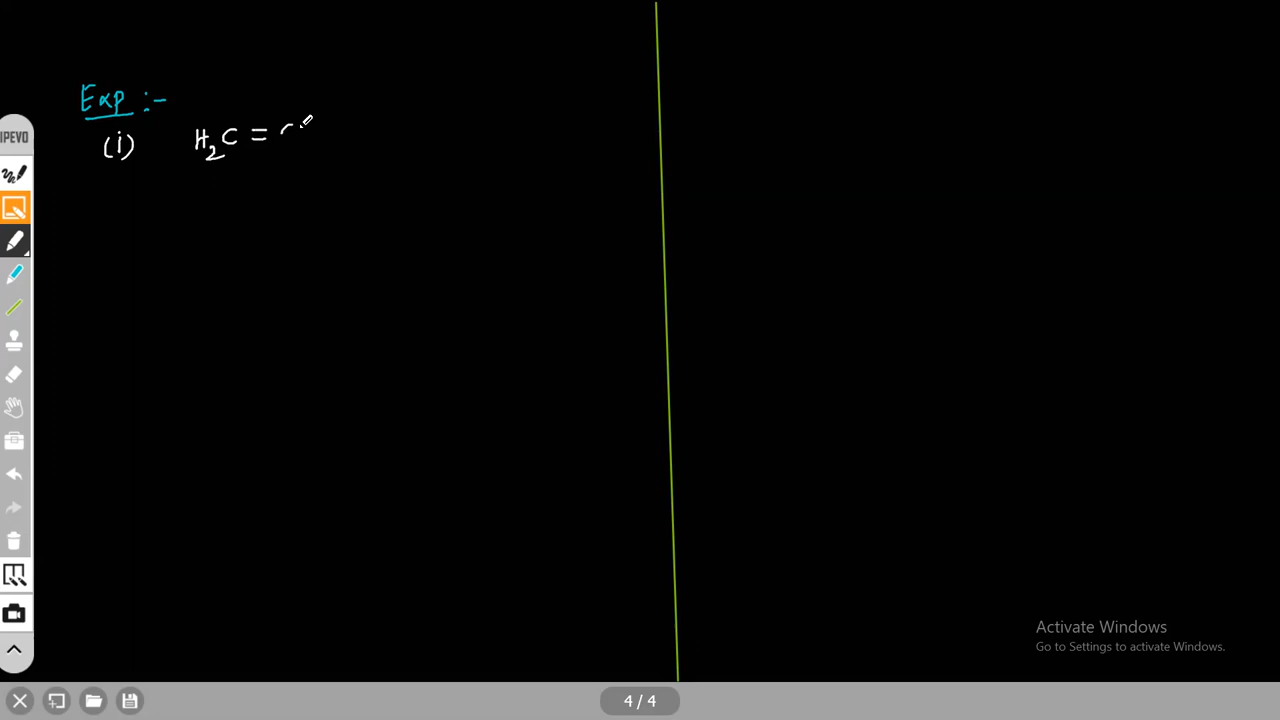 Exp :-
(i) H₂C =
IPEVO
Activate Windows
Go to Settings to activate Windows.
4 / 4